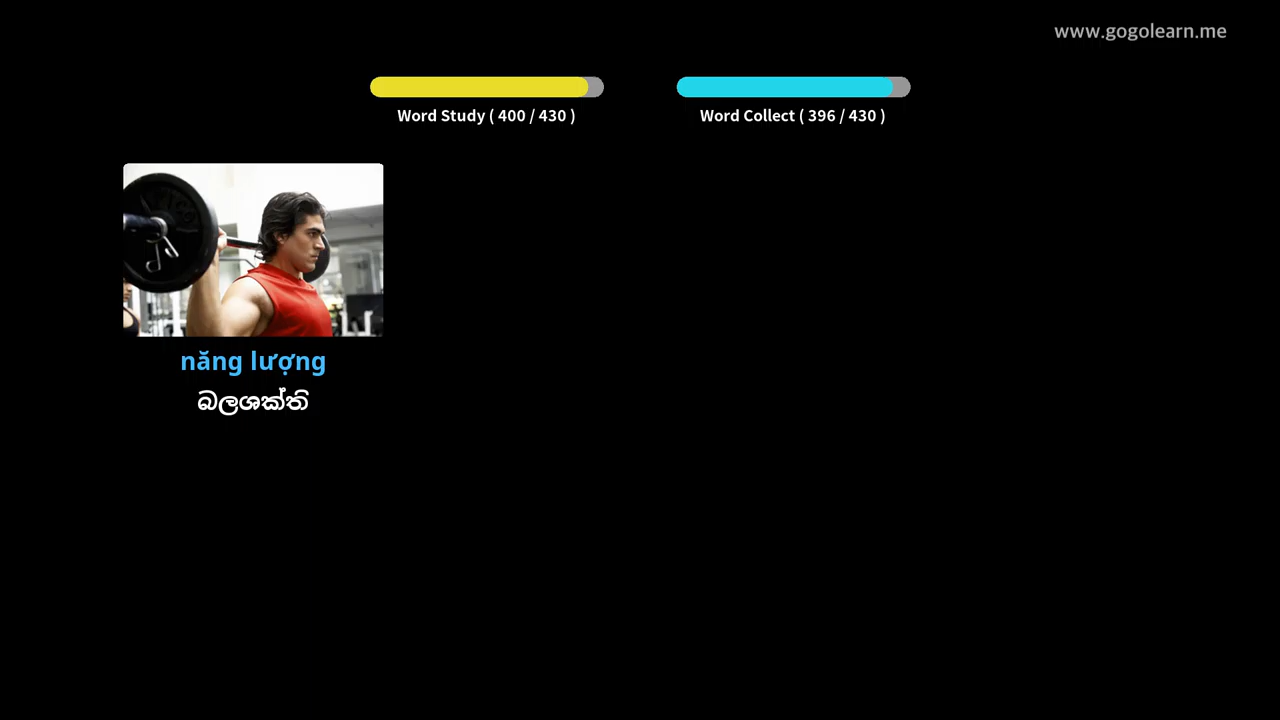 www.gogolearn.me
Word Study ( 400 / 430 )
Word Collect ( 396 / 430 )
năng lượng
බලශක්ති